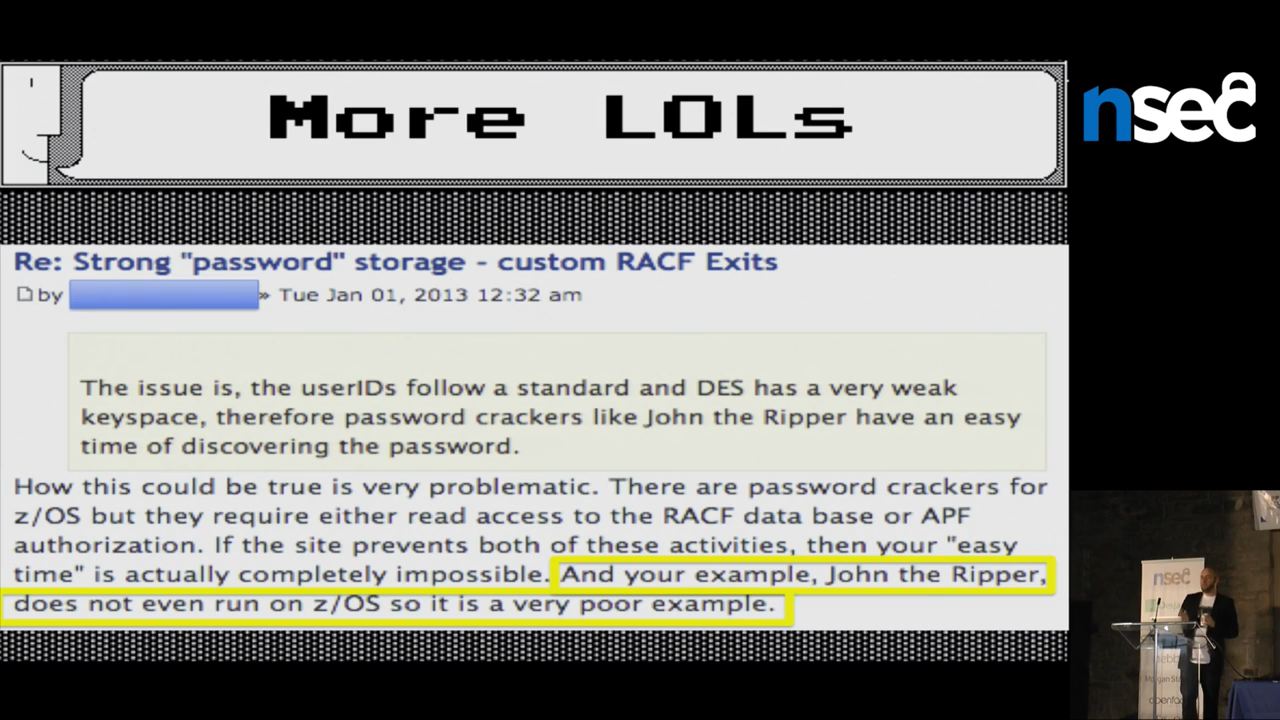 More LOLs
nsec
Re: Strong "password" storage - custom RACF Exits
by » Tue Jan 01, 2013 12:32 am
The issue is, the userIDs follow a standard and DES has a very weak
keyspace, therefore password crackers like John the Ripper have an easy
time of discovering the password.
How this could be true is very problematic. There are password crackers for
z/OS but they require either read access to the RACF data base or APF
authorization. If the site prevents both of these activities, then your "easy
time" is actually completely impossible. And your example, John the Ripper,
does not even run on z/OS so it is a very poor example.
nsec